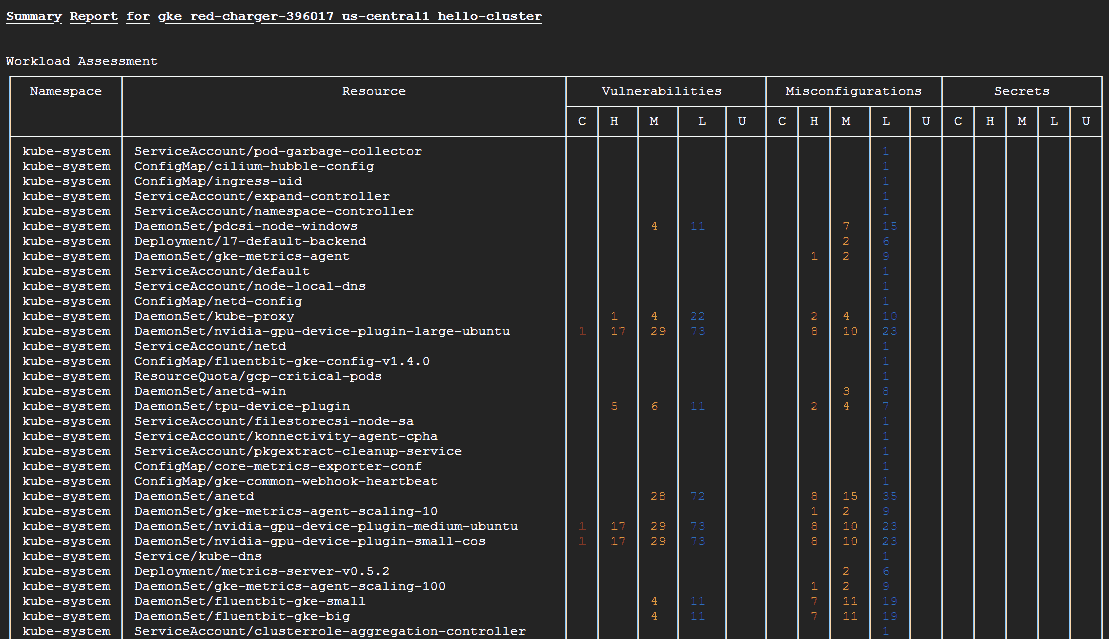 Summary Report for gke_red-charger-396017_us-central1_hello-cluster
Workload Assessment
Namespace Resource Vulnerabilities Misconfigurations Secrets
C H M L U C H M L U C H M L U
kube-system ServiceAccount/pod-garbage-collector 1
kube-system ConfigMap/cilium-hubble-config 1
kube-system ConfigMap/ingress-uid 1
kube-system ServiceAccount/expand-controller 1
kube-system ServiceAccount/namespace-controller 1
kube-system DaemonSet/pdcsi-node-windows 4 11 7 15
kube-system Deployment/l7-default-backend 2 6
kube-system DaemonSet/gke-metrics-agent 1 2 9
kube-system ServiceAccount/default 1
kube-system ServiceAccount/node-local-dns 1
kube-system ConfigMap/netd-config 1
kube-system DaemonSet/kube-proxy 1 4 22 2 4 10
kube-system DaemonSet/nvidia-gpu-device-plugin-large-ubuntu 1 17 29 73 8 10 23
kube-system ServiceAccount/netd 1
kube-system ConfigMap/fluentbit-gke-config-v1.4.0 1
kube-system ResourceQuota/gcp-critical-pods 1
kube-system DaemonSet/anetd-win 3 8
kube-system DaemonSet/tpu-device-plugin 5 6 11 2 4 7
kube-system ServiceAccount/filestorecsi-node-sa 1
kube-system ServiceAccount/konnectivity-agent-cpha 1
kube-system ServiceAccount/pkgextract-cleanup-service 1
kube-system ConfigMap/core-metrics-exporter-conf 1
kube-system ConfigMap/gke-common-webhook-heartbeat 1
kube-system DaemonSet/anetd 28 72 8 15 35
kube-system DaemonSet/gke-metrics-agent-scaling-10 1 2 9
kube-system DaemonSet/nvidia-gpu-device-plugin-medium-ubuntu 1 17 29 73 8 10 23
kube-system DaemonSet/nvidia-gpu-device-plugin-small-cos 1 17 29 73 8 10 23
kube-system Service/kube-dns 1
kube-system Deployment/metrics-server-v0.5.2 2 6
kube-system DaemonSet/gke-metrics-agent-scaling-100 1 2 9
kube-system DaemonSet/fluentbit-gke-small 4 11 7 11 19
kube-system DaemonSet/fluentbit-gke-big 4 11 7 11 19
kube-system ServiceAccount/clusterrole-aggregation-controller 1